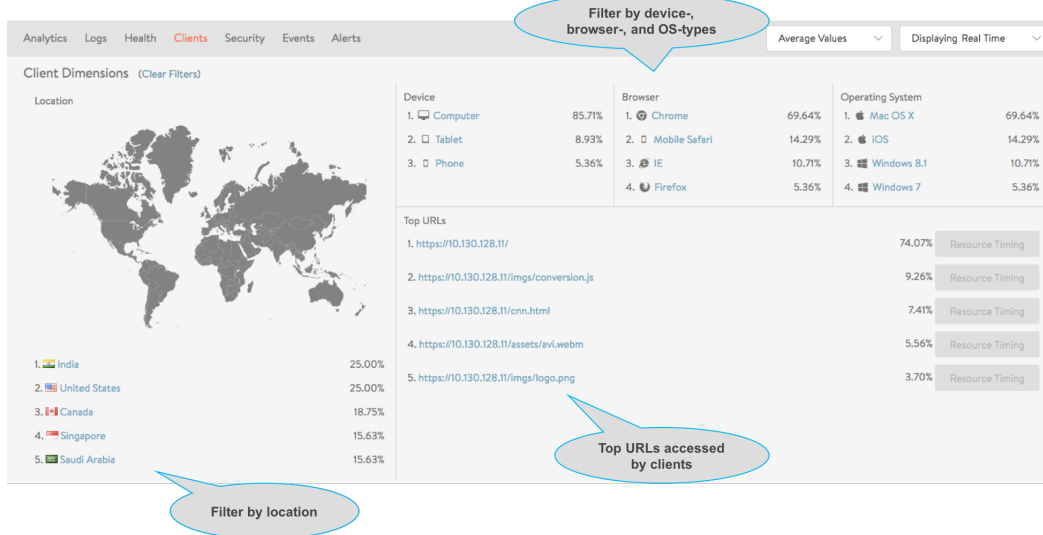 Filter by device-,
browser-, and OS-types
Analytics Logs Health Clients Security Events Alerts
Average Values
Displaying Real Time
Client Dimensions (Clear Filters)
Location
1. India 25.00%
2. United States 25.00%
3. Canada 18.75%
4. Singapore 15.63%
5. Saudi Arabia 15.63%
Filter by location
Device
1. Computer 85.71%
2. Tablet 8.93%
3. Phone 5.36%
Browser
1. Chrome 69.64%
2. Mobile Safari 14.29%
3. IE 10.71%
4. Firefox 5.36%
Operating System
1. Mac OS X 69.64%
2. iOS 14.29%
3. Windows 8.1 10.71%
4. Windows 7 5.36%
Top URLs
1. https://10.130.128.11/ 74.07% Resource Timing
2. https://10.130.128.11/imgs/conversion.js 9.26% Resource Timing
3. https://10.130.128.11/cnn.html 7.41% Resource Timing
4. https://10.130.128.11/assets/avi.webm 5.56% Resource Timing
5. https://10.130.128.11/imgs/logo.png 3.70% Resource Timing
Top URLs accessed
by clients